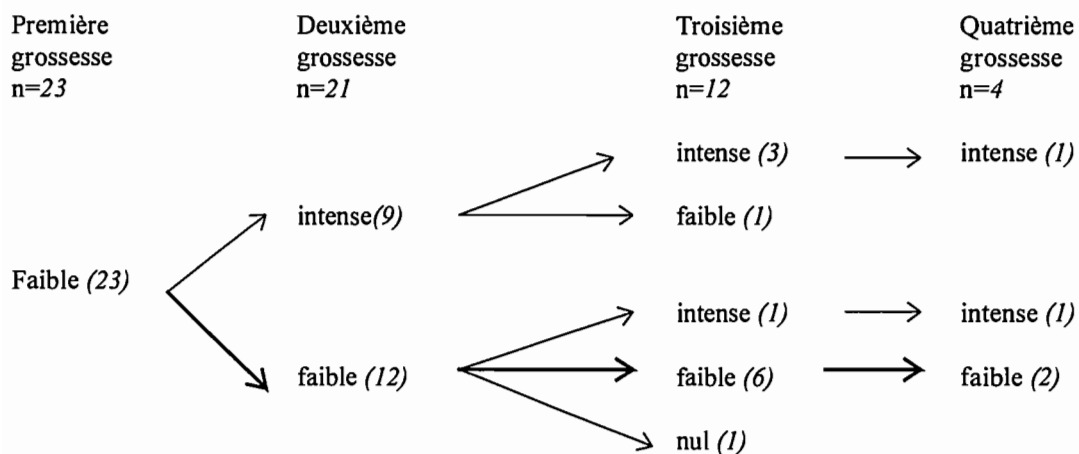 Première
grossesse
n=23
Deuxième
grossesse
n=21
Troisième
grossesse
n=12
Quatrième
grossesse
n=4
intense (3)
intense (1)
intense(9)
faible (1)
Faible (23)
intense (1)
intense (1)
faible (12)
faible (6)
faible (2)
nul (1)